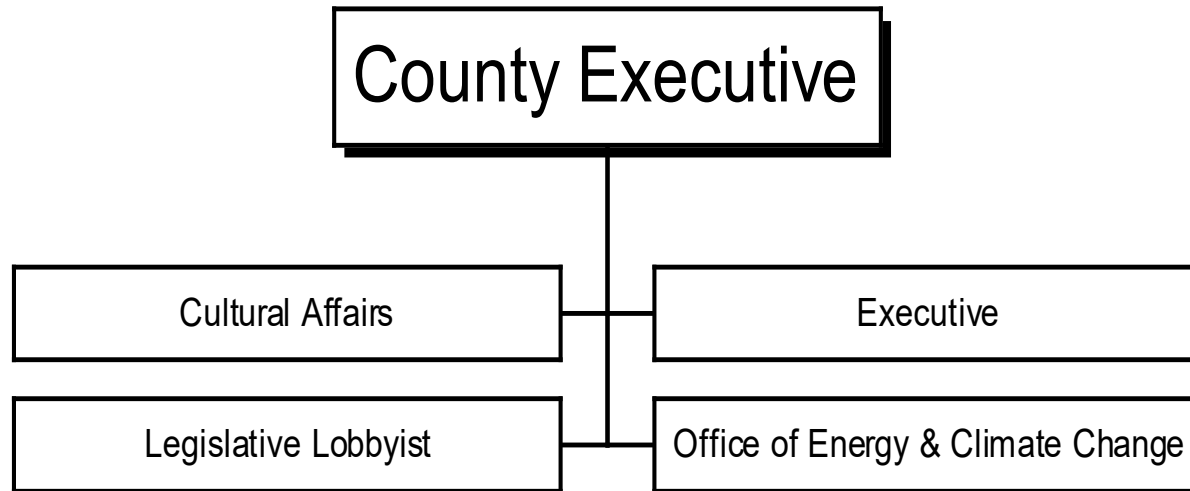 County Executive
Cultural Affairs
Executive
Legislative Lobbyist
Office of Energy & Climate Change